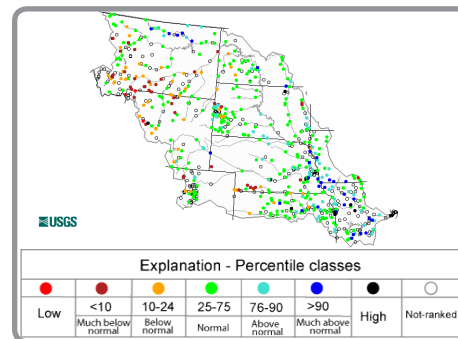 USGS
Explanation - Percentile classes
Low
<10
10-24
25-75
76-90
>90
High
Not-ranked
Much below normal
Below normal
Normal
Above normal
Much above normal